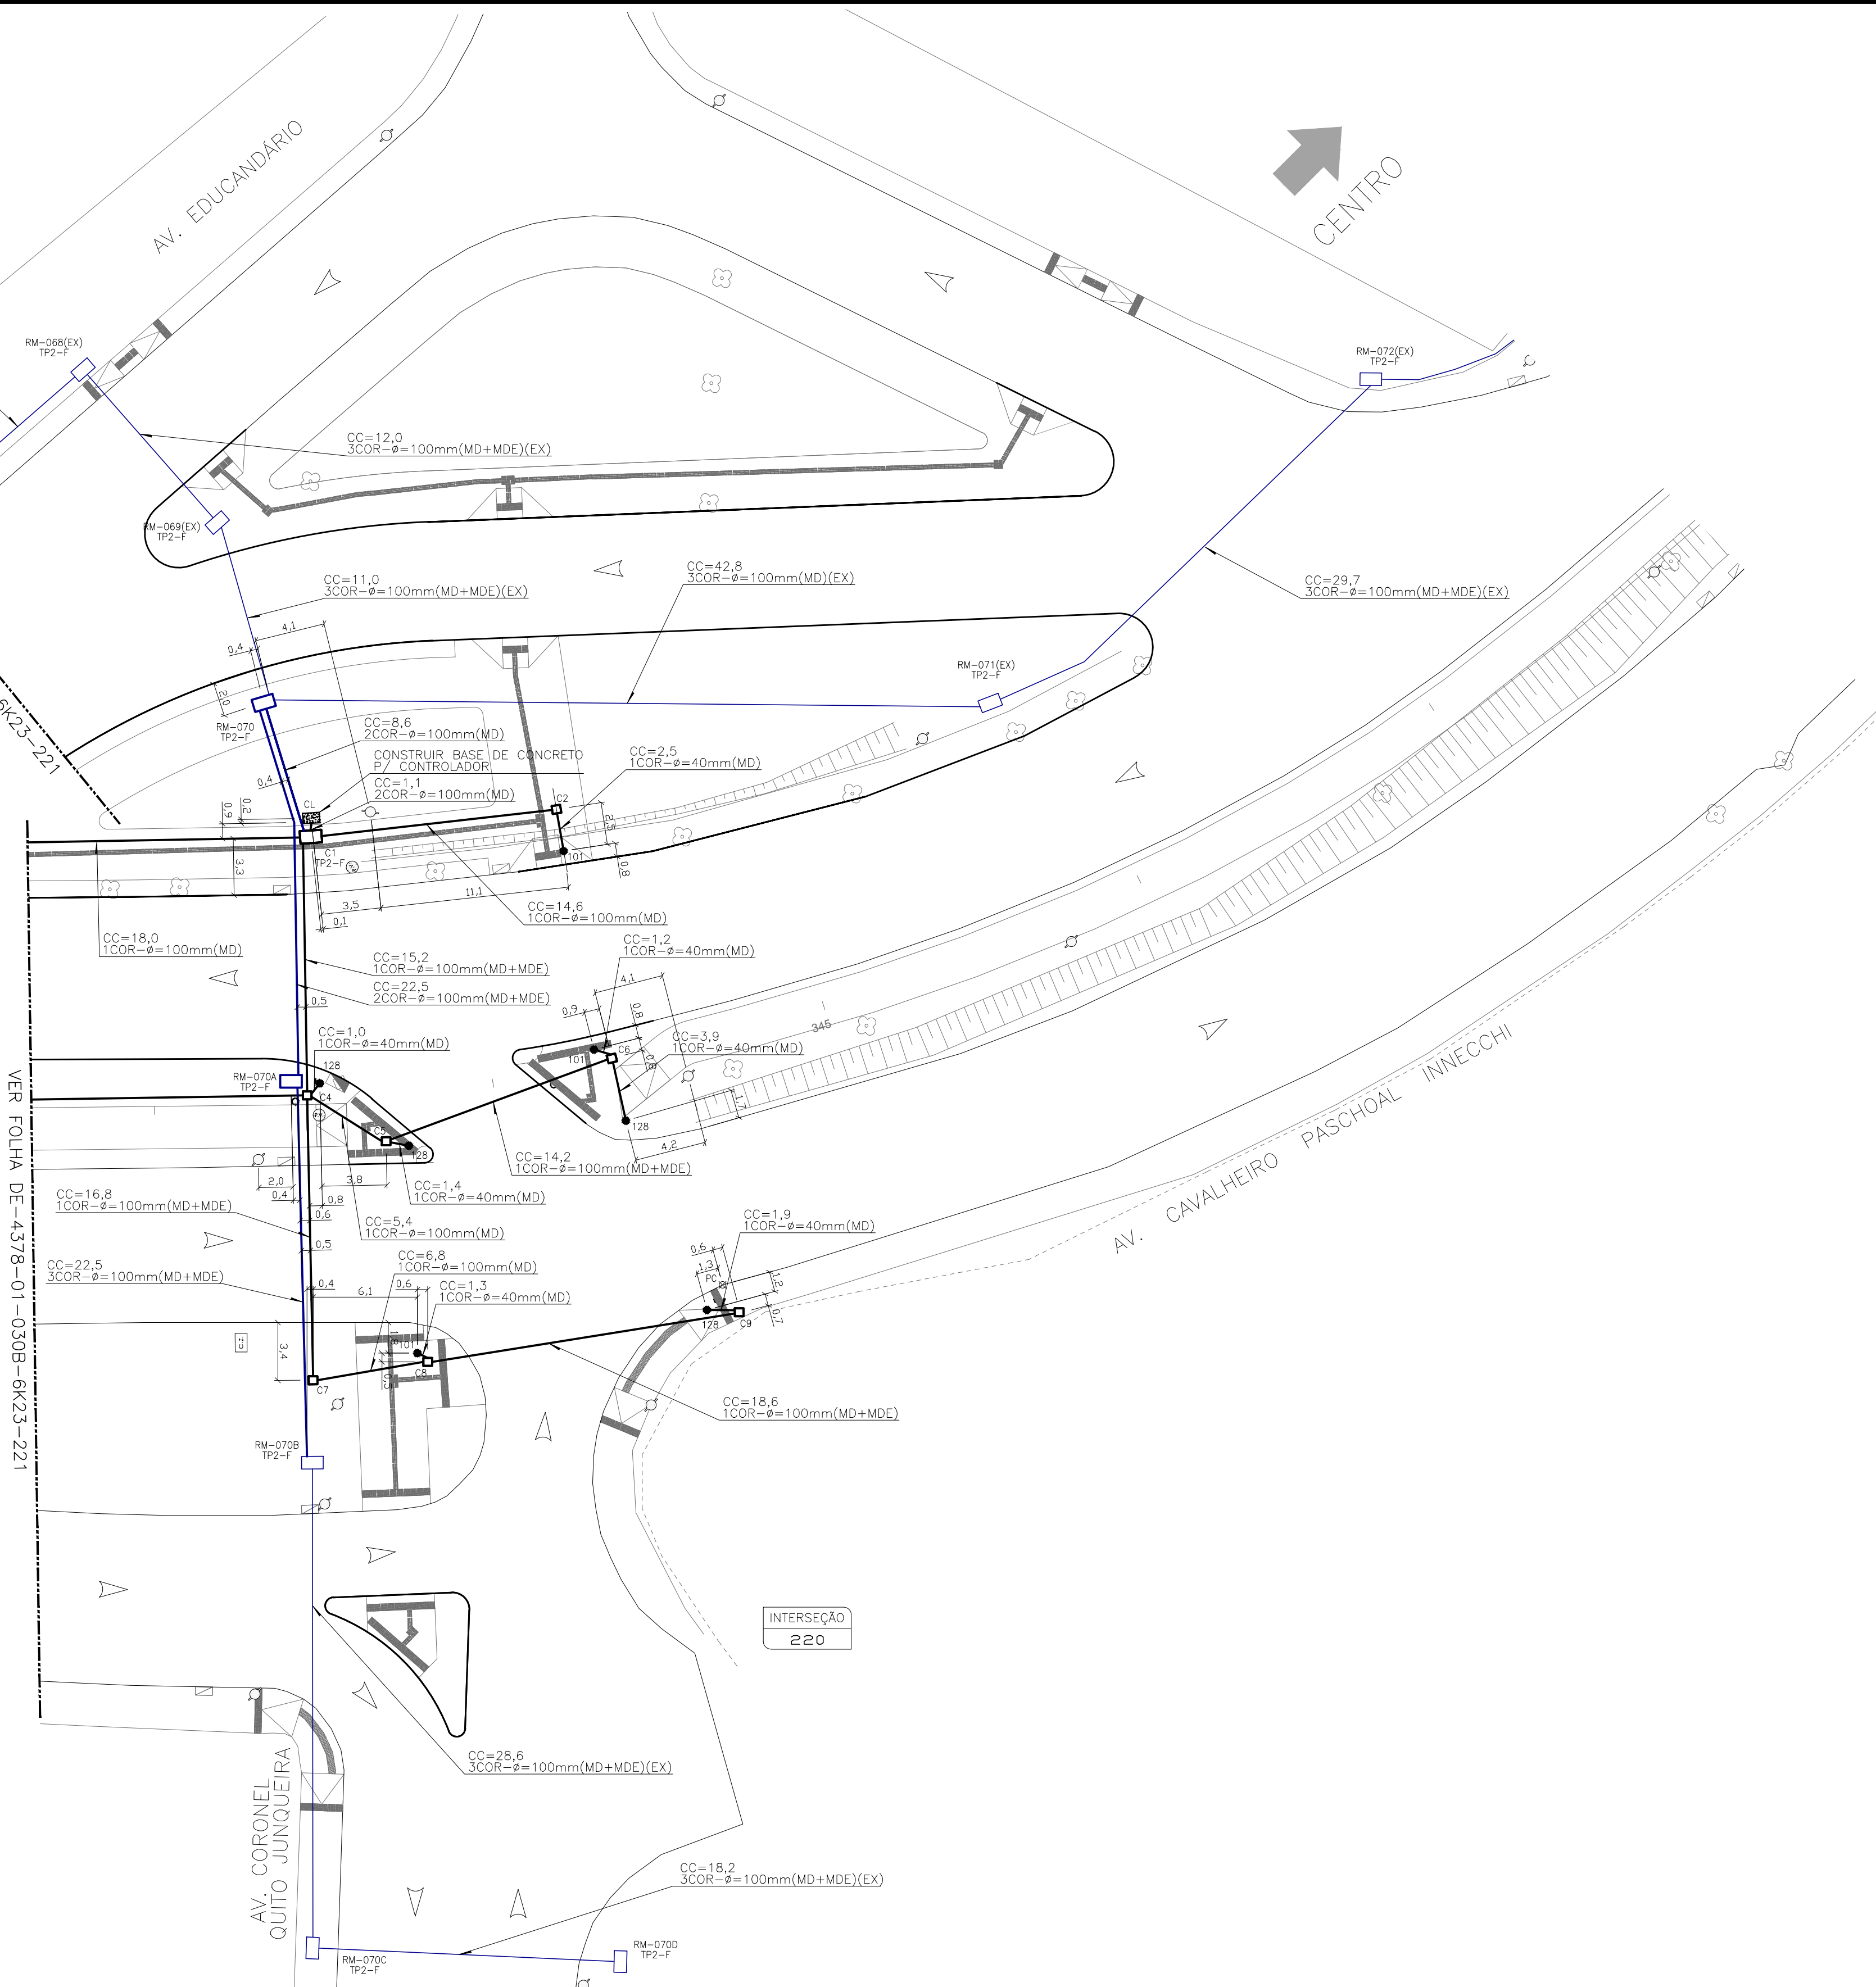 AV. EDUCANDÁRIO
CENTRO
RM-068(EX)
TP2-F
RM-072(EX)
TP2-F
CC=12,0
3COR-ø=100mm(MD+MDE)(EX)
RM-069(EX)
TP2-F
CC=11,0
3COR-ø=100mm(MD+MDE)(EX)
CC=42,8
3COR-ø=100mm(MD)(EX)
CC=29,7
3COR-ø=100mm(MD+MDE)(EX)
4,1
0,4
2,0
RM-071(EX)
TP2-F
6K23-221
RM-070
TP2-F
CC=8,6
2COR-ø=100mm(MD)
CONSTRUIR BASE DE CONCRETO
P/ CONTROLADOR
CC=2,5
1COR-ø=40mm(MD)
0,4
CC=1,1
2COR-ø=100mm(MD)
CL
0,2
0,9
C2
2,5
101
0,8
C1
TP2-F
3,3
11,1
3,5
0,1
CC=14,6
1COR-ø=100mm(MD)
CC=18,0
1COR-ø=100mm(MD)
CC=1,2
1COR-ø=40mm(MD)
CC=15,2
1COR-ø=100mm(MD+MDE)
CC=22,5
2COR-ø=100mm(MD+MDE)
4,1
0,5
0,9
0,8
345
CC=1,0
1COR-ø=40mm(MD)
CC=3,9
1COR-ø=40mm(MD)
101
C6
0,8
RM-070A
TP2-F
128
C4
1,7
128
C5
128
4,2
VER FOLHA DE-4378-01-030B-6K23-221
CC=14,2
1COR-ø=100mm(MD+MDE)
2,0
3,8
0,4
0,8
CC=1,4
1COR-ø=40mm(MD)
CC=16,8
1COR-ø=100mm(MD+MDE)
0,6
CC=5,4
1COR-ø=100mm(MD)
CC=1,9
1COR-ø=40mm(MD)
AV. CAVALHEIRO PASCHOAL INNECCHI
0,5
CC=6,8
1COR-ø=100mm(MD)
0,6
1,3
PC
1,2
CC=22,5
3COR-ø=100mm(MD+MDE)
0,4
6,1
0,6
CC=1,3
1COR-ø=40mm(MD)
0,7
128
C9
3,4
1,8
101
C8
0,5
C7
CC=18,6
1COR-ø=100mm(MD+MDE)
RM-070B
TP2-F
INTERSEÇÃO
220
CC=28,6
3COR-ø=100mm(MD+MDE)(EX)
AV. CORONEL
QUITO JUNQUEIRA
CC=18,2
3COR-ø=100mm(MD+MDE)(EX)
RM-070C
TP2-F
RM-070D
TP2-F